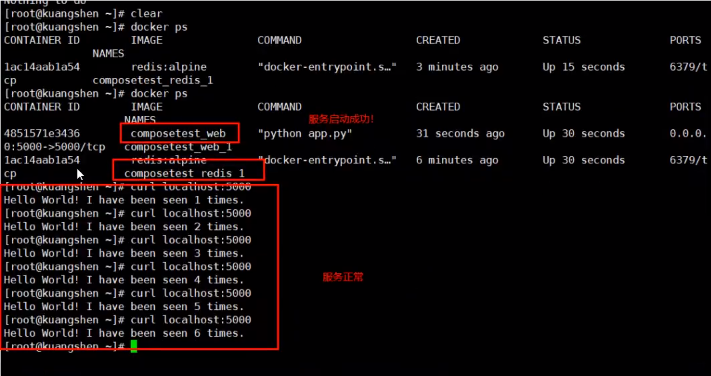 Nothing to do
[root@kuangshen ~]# clear
[root@kuangshen ~]# docker ps
CONTAINER ID IMAGE COMMAND CREATED STATUS PORTS
NAMES
1ac14aab1a54 redis:alpine "docker-entrypoint.s…" 3 minutes ago Up 15 seconds 6379/t
cp composetest_redis_1
[root@kuangshen ~]# docker ps
CONTAINER ID IMAGE COMMAND CREATED STATUS PORTS
NAMES 服务启动成功!
4851571e3436 composetest_web "python app.py" 31 seconds ago Up 30 seconds 0.0.0.
0:5000->5000/tcp composetest_web_1
1ac14aab1a54 redis:alpine "docker-entrypoint.s…" 6 minutes ago Up 30 seconds 6379/t
cp composetest_redis_1
[root@kuangshen ~]# curl localhost:5000
Hello World! I have been seen 1 times.
[root@kuangshen ~]# curl localhost:5000
Hello World! I have been seen 2 times.
[root@kuangshen ~]# curl localhost:5000
Hello World! I have been seen 3 times.
[root@kuangshen ~]# curl localhost:5000
Hello World! I have been seen 4 times. 服务正常
[root@kuangshen ~]# curl localhost:5000
Hello World! I have been seen 5 times.
[root@kuangshen ~]# curl localhost:5000
Hello World! I have been seen 6 times.
[root@kuangshen ~]#